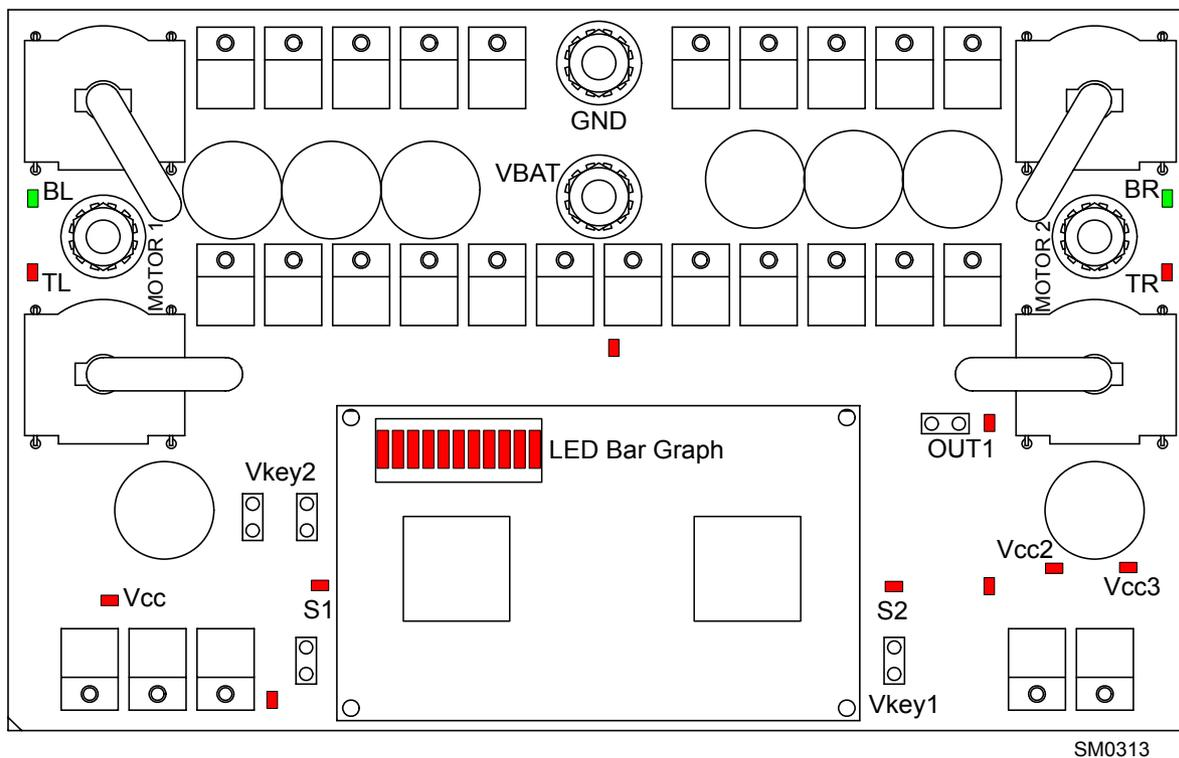 GND
VBAT
BL
BR
MOTOR 1
MOTOR 2
TL
TR
OUT1
LED Bar Graph
Vkey2
Vcc2
Vcc3
Vcc
S1
S2
Vkey1
SM0313